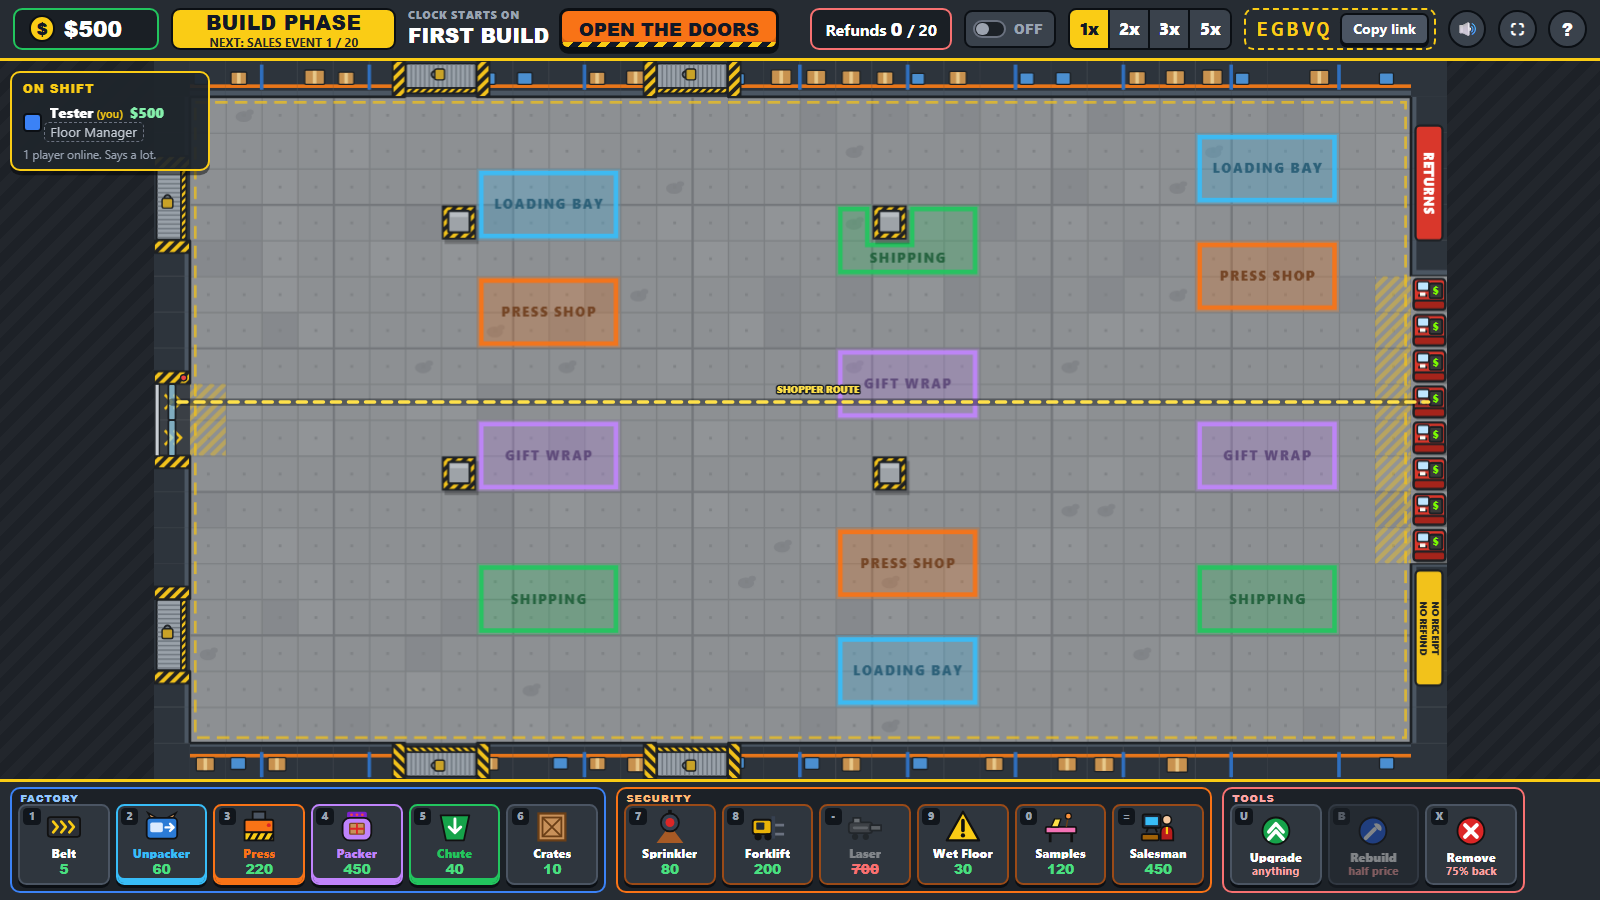 $500
BUILD PHASE
NEXT: SALES EVENT 1 / 20
CLOCK STARTS ON
FIRST BUILD
OPEN THE DOORS
Refunds 0 / 20
OFF
1x
2x
3x
5x
EGBVQ
Copy link
?
ON SHIFT
Tester (you) $500
Floor Manager
1 player online. Says a lot.
LOADING BAY
LOADING BAY
SHIPPING
PRESS SHOP
PRESS SHOP
GIFT WRAP
SHOPPER ROUTE
GIFT WRAP
GIFT WRAP
PRESS SHOP
SHIPPING
SHIPPING
LOADING BAY
RETURNS
$
$
$
$
$
$
$
$
NO RECEIPT
NO REFUND
FACTORY
1
Belt
5
2
Unpacker
60
3
Press
220
4
Packer
450
5
Chute
40
6
Crates
10
SECURITY
7
Sprinkler
80
8
Forklift
200
-
Laser
700
9
Wet Floor
30
0
Samples
120
=
Salesman
450
TOOLS
U
Upgrade
anything
B
Rebuild
half price
X
Remove
75% back